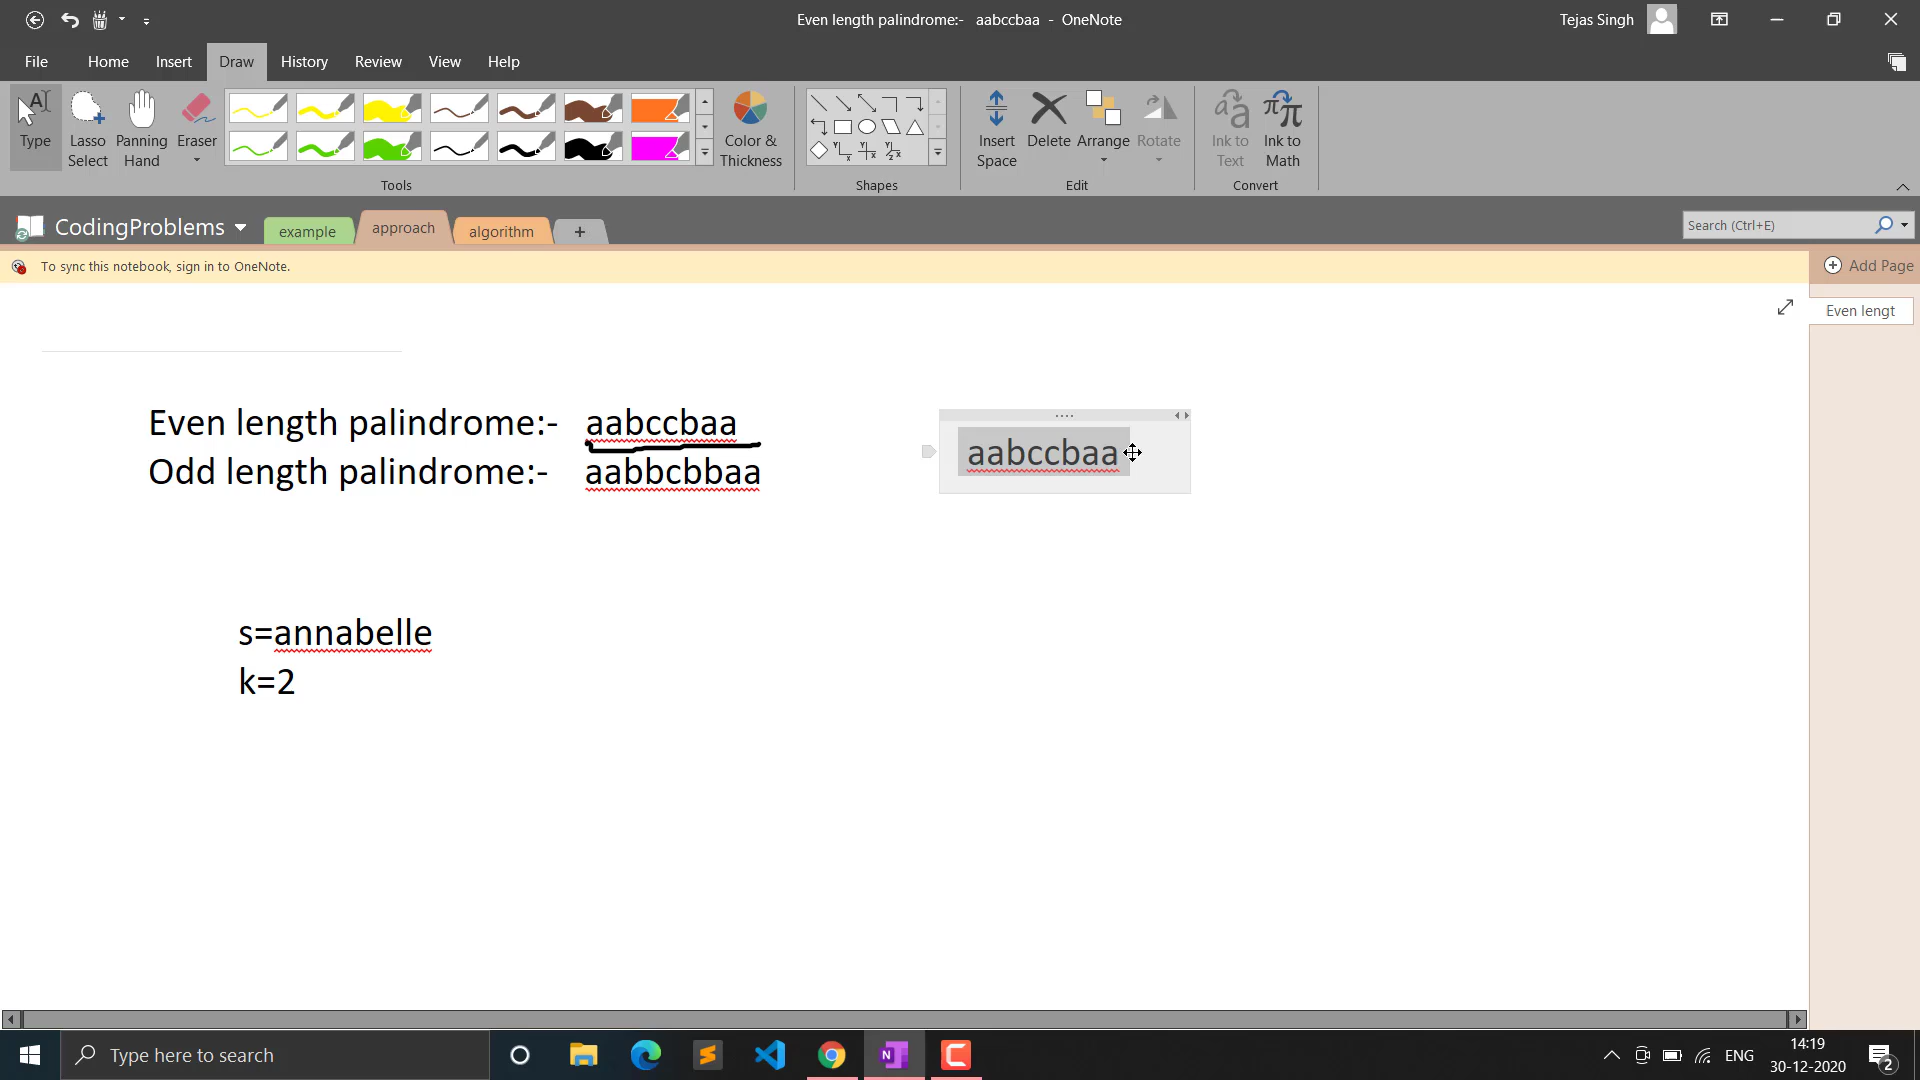 Even length palindrome:-   aabccbaa  -  OneNote
Tejas Singh
File Home Insert Draw History Review View Help
Type
Lasso Select
Panning Hand
Eraser
Color & Thickness
Insert Space
Delete
Arrange
Rotate
Ink to Text
Ink to Math
Tools
Shapes
Edit
Convert
CodingProblems
example
approach
algorithm
+
Search (Ctrl+E)
To sync this notebook, sign in to OneNote.
Add Page
Even lengt
Even length palindrome:-   aabccbaa
Odd length palindrome:-   aabbcbbaa
aabccbaa
s=annabelle
k=2
Type here to search
ENG
14:19
30-12-2020
2